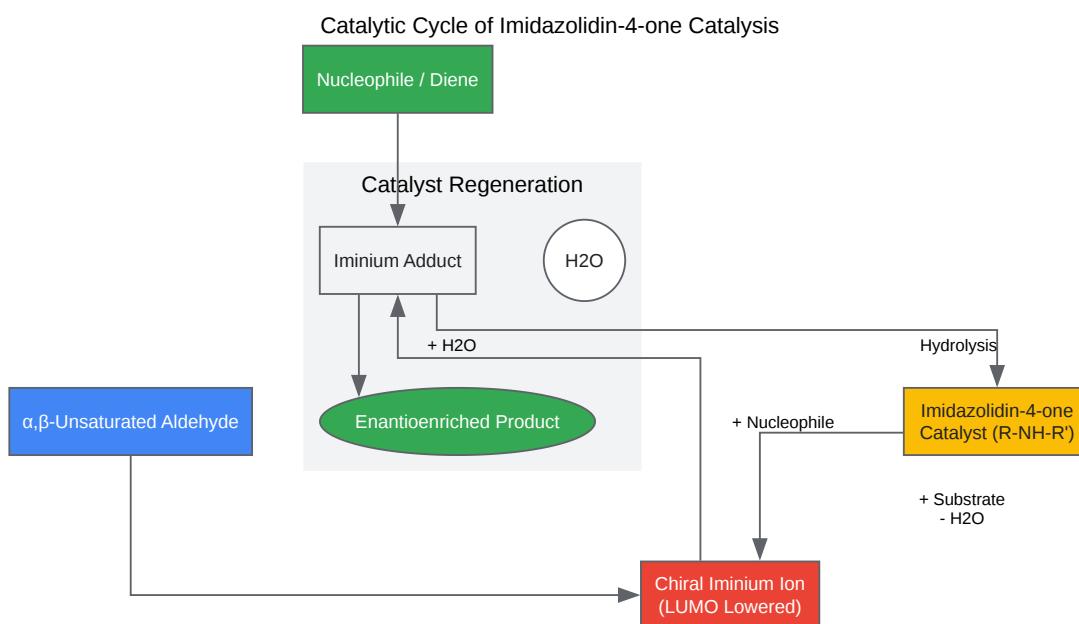 Catalytic Cycle of Imidazolidin-4-one Catalysis
Nucleophile / Diene
Catalyst Regeneration
Iminium Adduct
H2O
+ H2O
Hydrolysis
α,β-Unsaturated Aldehyde
Enantioenriched Product
+ Nucleophile
Imidazolidin-4-one
Catalyst (R-NH-R')
+ Substrate
- H2O
Chiral Iminium Ion
(LUMO Lowered)